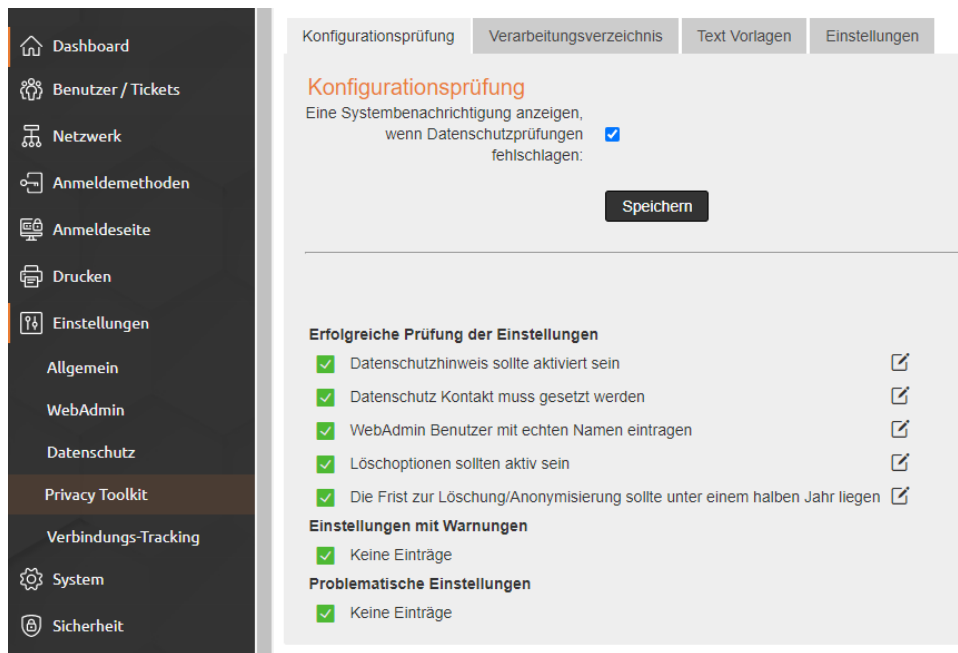 Dashboard
Benutzer / Tickets
Netzwerk
Anmeldemethoden
Anmeldeseite
Drucken
Einstellungen
Allgemein
WebAdmin
Datenschutz
Privacy Toolkit
Verbindungs-Tracking
System
Sicherheit
Konfigurationsprüfung Verarbeitungsverzeichnis Text Vorlagen Einstellungen
Konfigurationsprüfung
Eine Systembenachrichtigung anzeigen,
wenn Datenschutzprüfungen
fehlschlagen:
Speichern
Erfolgreiche Prüfung der Einstellungen
Datenschutzhinweis sollte aktiviert sein
Datenschutz Kontakt muss gesetzt werden
WebAdmin Benutzer mit echten Namen eintragen
Löschoptionen sollten aktiv sein
Die Frist zur Löschung/Anonymisierung sollte unter einem halben Jahr liegen
Einstellungen mit Warnungen
Keine Einträge
Problematische Einstellungen
Keine Einträge